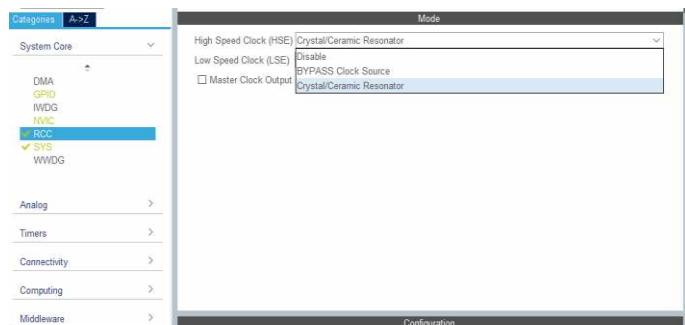 Categories A->Z
System Core
DMA
GPIO
IWDG
NVIC
RCC
SYS
WWDG
Analog
Timers
Connectivity
Computing
Middleware
Mode
High Speed Clock (HSE) Crystal/Ceramic Resonator
Low Speed Clock (LSE) Disable
BYPASS Clock Source
Master Clock Output Crystal/Ceramic Resonator
Configuration